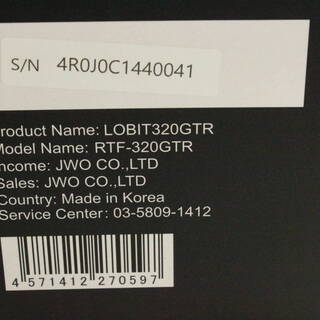 S/N 4R0J0C1440041
roduct Name: LOBIT320GTR
Model Name: RTF-320GTR
ncome: JWO CO.,LTD
Sales: JWO CO.,LTD
Country: Made in Korea
Service Center: 03-5809-1412
4 571412 270597